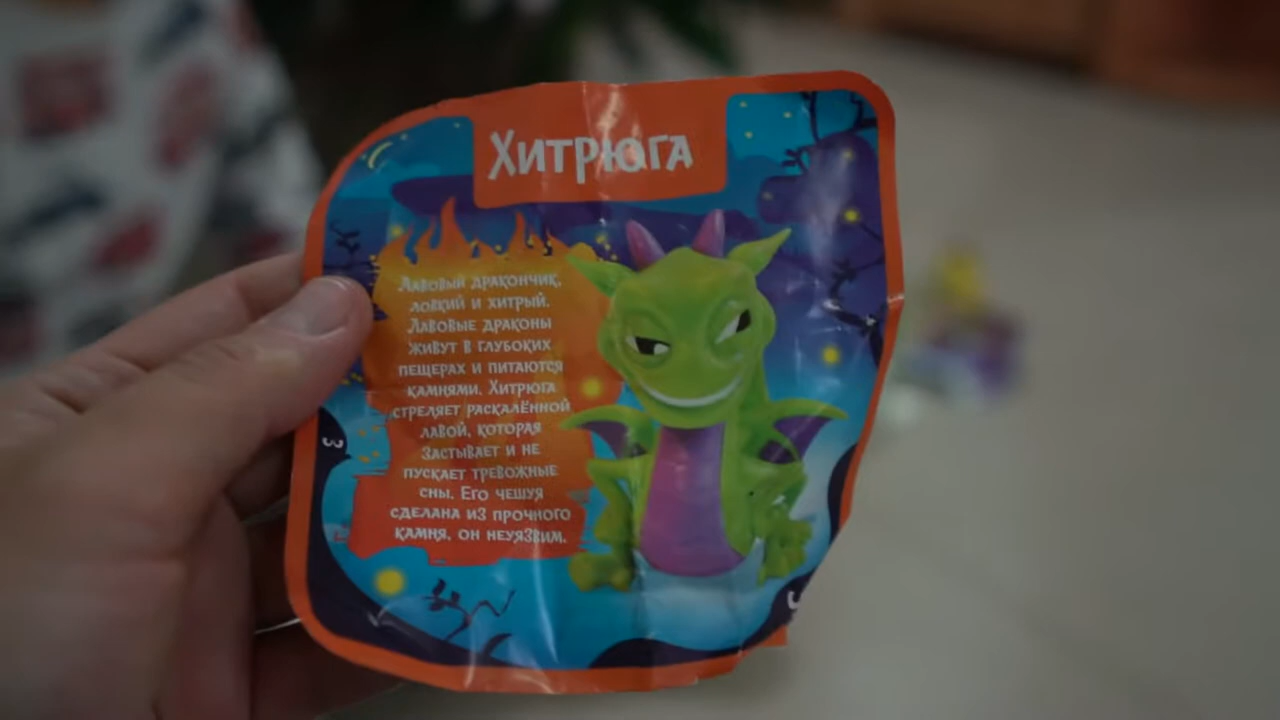 ХИТРЮГА
ЛАВОВЫЙ ДРАКОНЧИК,
ЛОВКИЙ И ХИТРЫЙ.
ЛАВОВЫЕ ДРАКОНЫ
ЖИВУТ В ГЛУБОКИХ
ПЕЩЕРАХ И ПИТАЮТСЯ
КАМНЯМИ. ХИТРЮГА
СТРЕЛЯЕТ РАСКАЛЁННОЙ
ЛАВОЙ, КОТОРАЯ
ЗАСТЫВАЕТ И НЕ
ПУСКАЕТ ТРЕВОЖНЫЕ
СНЫ. ЕГО ЧЕШУЯ
СДЕЛАНА ИЗ ПРОЧНОГО
КАМНЯ, ОН НЕУЯЗВИМ.
3